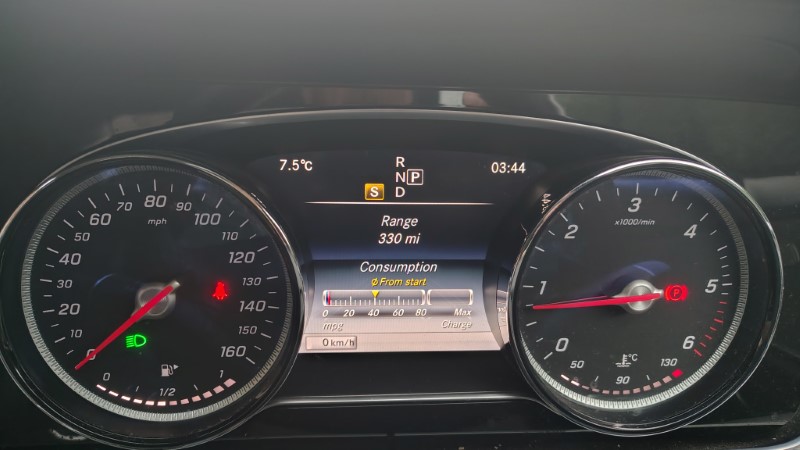 7.5°C
R
N P
S D
03:44
Range
330 mi
Consumption
ø From start
0 20 40 60 80 Max
mpg Charge
0 km/h
0 20 40 50 60 70 80 90 100 110 120 130 140 150 160
mph
0 1/2 1
0 1 2 3 4 5 6
x1000/min
P
°C
50 90 130